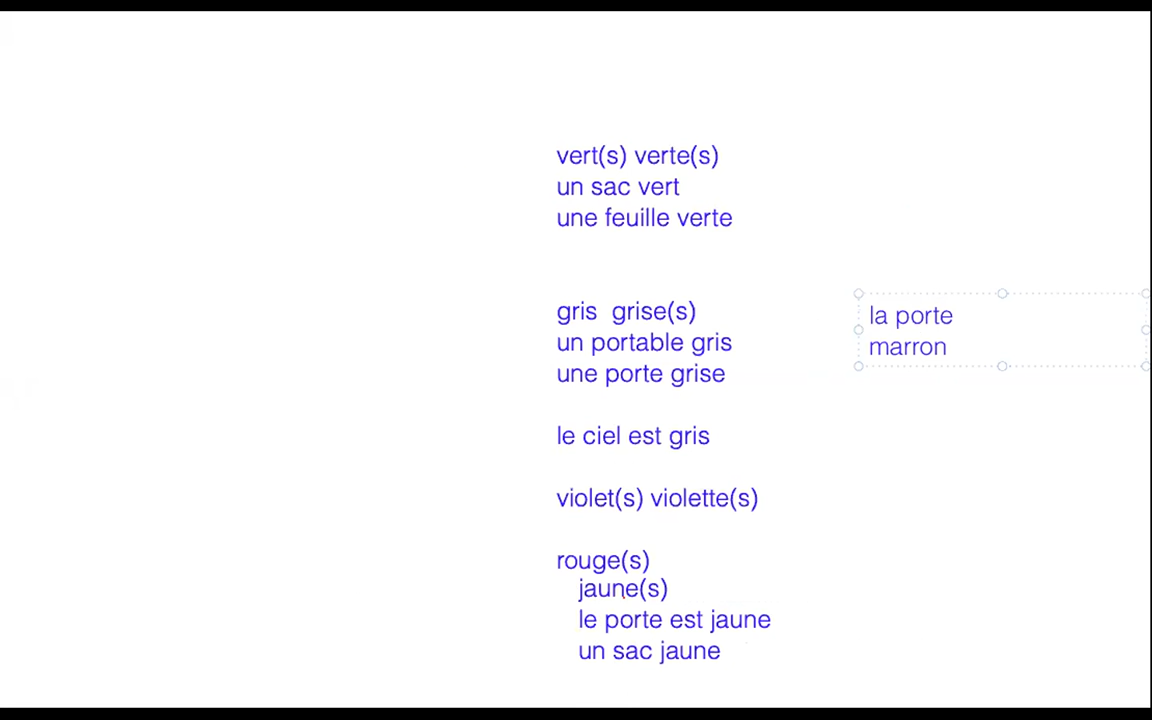 vert(s) verte(s)
un sac vert
une feuille verte
gris  grise(s)
un portable gris
une porte grise
le ciel est gris
violet(s) violette(s)
rouge(s)
jaune(s)
le porte est jaune
un sac jaune
la porte
marron